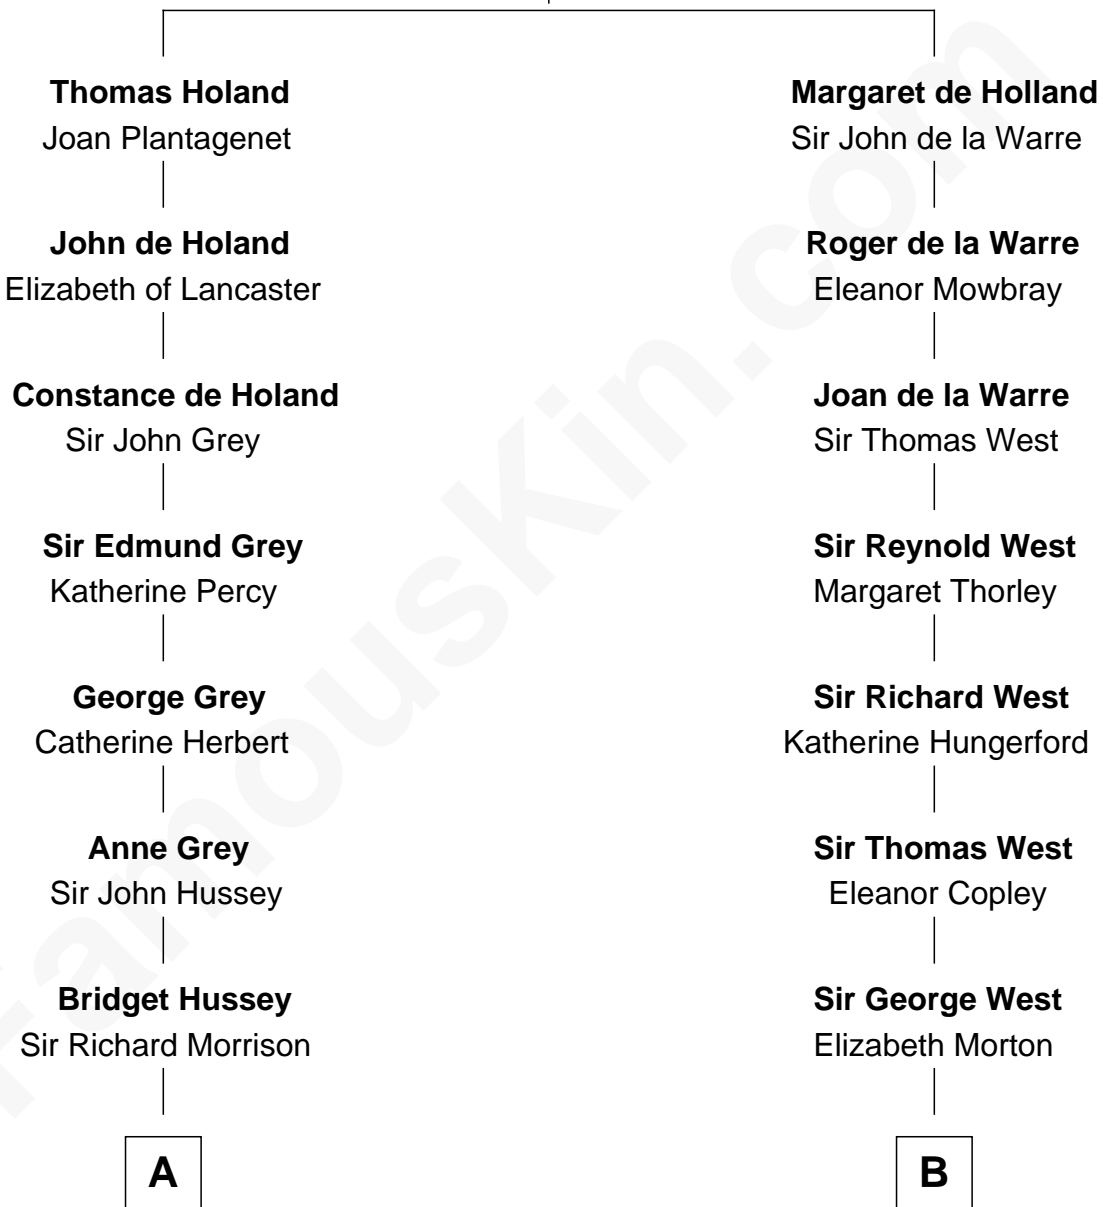 Thomas Holand
Joan Plantagenet
John de Holand
Elizabeth of Lancaster
Constance de Holand
Sir John Grey
Sir Edmund Grey
Katherine Percy
George Grey
Catherine Herbert
Anne Grey
Sir John Hussey
Bridget Hussey
Sir Richard Morrison
A
Margaret de Holland
Sir John de la Warre
Roger de la Warre
Eleanor Mowbray
Joan de la Warre
Sir Thomas West
Sir Reynold West
Margaret Thorley
Sir Richard West
Katherine Hungerford
Sir Thomas West
Eleanor Copley
Sir George West
Elizabeth Morton
B
FamousKin.com